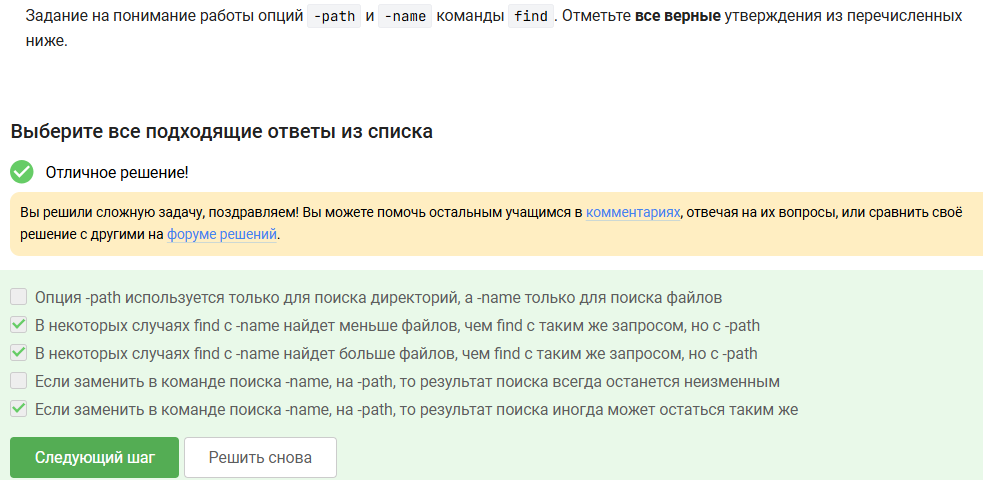 Задание на понимание работы опций -path и -name команды find. Отметьте все верные утверждения из перечисленных
ниже.
Выберите все подходящие ответы из списка
Отличное решение!
Вы решили сложную задачу, поздравляем! Вы можете помочь остальным учащимся в комментариях, отвечая на их вопросы, или сравнить своё
решение с другими на форуме решений.
Опция -path используется только для поиска директорий, а -name только для поиска файлов
В некоторых случаях find с -name найдет меньше файлов, чем find с таким же запросом, но с -path
В некоторых случаях find с -name найдет больше файлов, чем find с таким же запросом, но с -path
Если заменить в команде поиска -name, на -path, то результат поиска всегда останется неизменным
Если заменить в команде поиска -name, на -path, то результат поиска иногда может остаться таким же
Следующий шаг
Решить снова